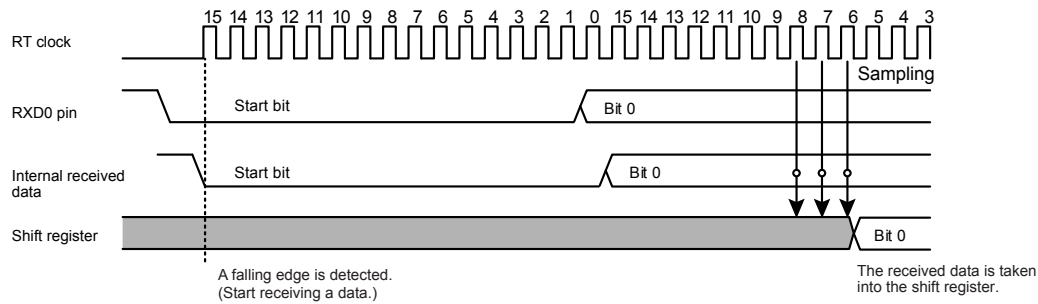 15 14 13 12 11 10 9 8 7 6 5 4 3 2 1 0 15 14 13 12 11 10 9 8 7 6 5 4 3
RT clock
Sampling
RXD0 pin
Start bit
Bit 0
Internal received
data
Start bit
Bit 0
Shift register
Bit 0
A falling edge is detected.
(Start receiving a data.)
The received data is taken
into the shift register.